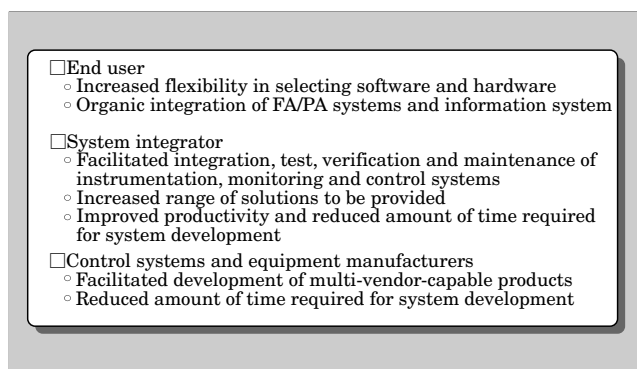 □End user
○ Increased flexibility in selecting software and hardware
○ Organic integration of FA/PA systems and information system
□System integrator
○ Facilitated integration, test, verification and maintenance of
instrumentation, monitoring and control systems
○ Increased range of solutions to be provided
○ Improved productivity and reduced amount of time required
for system development
□Control systems and equipment manufacturers
○ Facilitated development of multi-vendor-capable products
○ Reduced amount of time required for system development